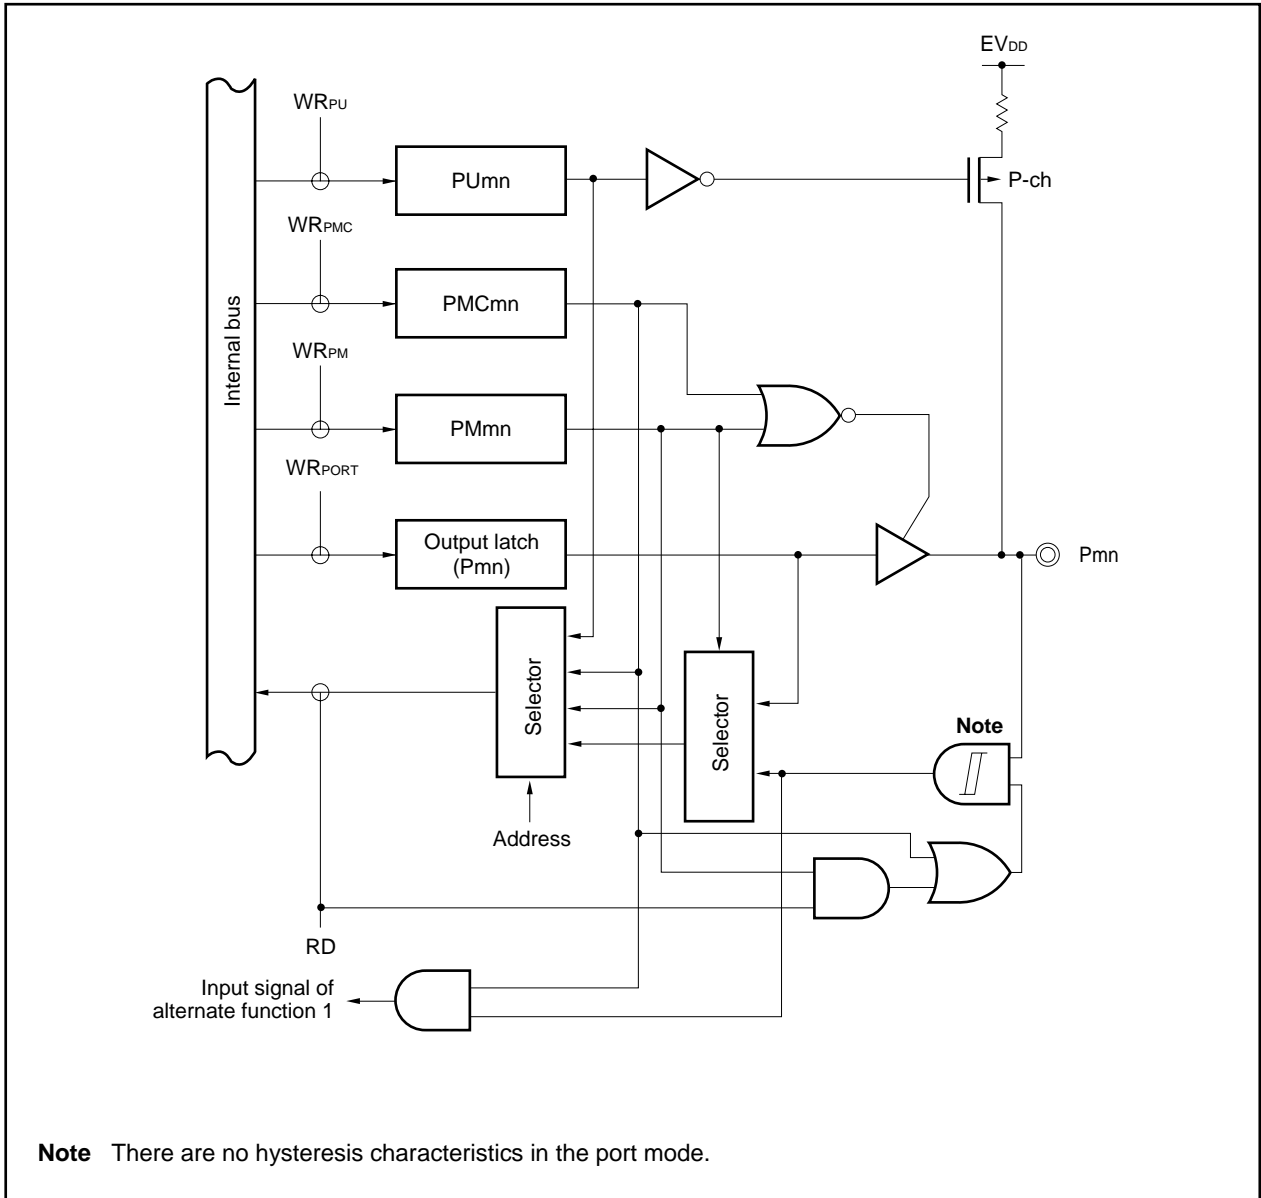 EVDD
WRPU
PUmn
P-ch
WRPMC
PMCmn
Internal bus
WRPM
PMmn
WRPORT
Output latch
(Pmn)
Pmn
Selector
Selector
Note
Address
RD
Input signal of
alternate function 1
Note There are no hysteresis characteristics in the port mode.